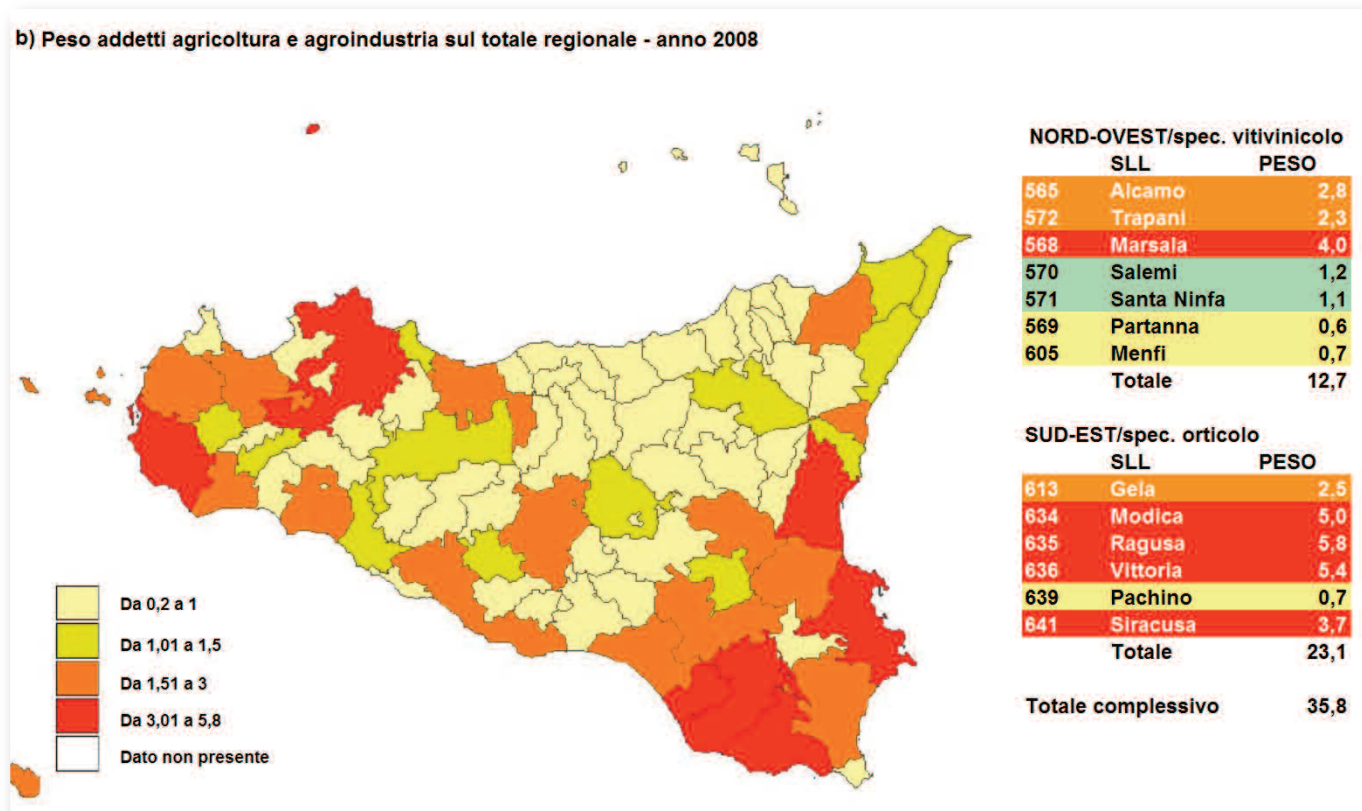 b) Peso addetti agricoltura e agroindustria sul totale regionale - anno 2008
NORD-OVEST/spec. vitivinicolo
SLL PESO
565 Alcamo 2,8
572 Trapani 2,3
568 Marsala 4,0
570 Salemi 1,2
571 Santa Ninfa 1,1
569 Partanna 0,6
605 Menfi 0,7
Totale 12,7
SUD-EST/spec. orticolo
SLL PESO
613 Gela 2,5
634 Modica 5,0
635 Ragusa 5,8
636 Vittoria 5,4
639 Pachino 0,7
641 Siracusa 3,7
Totale 23,1
Totale complessivo 35,8
Da 0,2 a 1
Da 1,01 a 1,5
Da 1,51 a 3
Da 3,01 a 5,8
Dato non presente